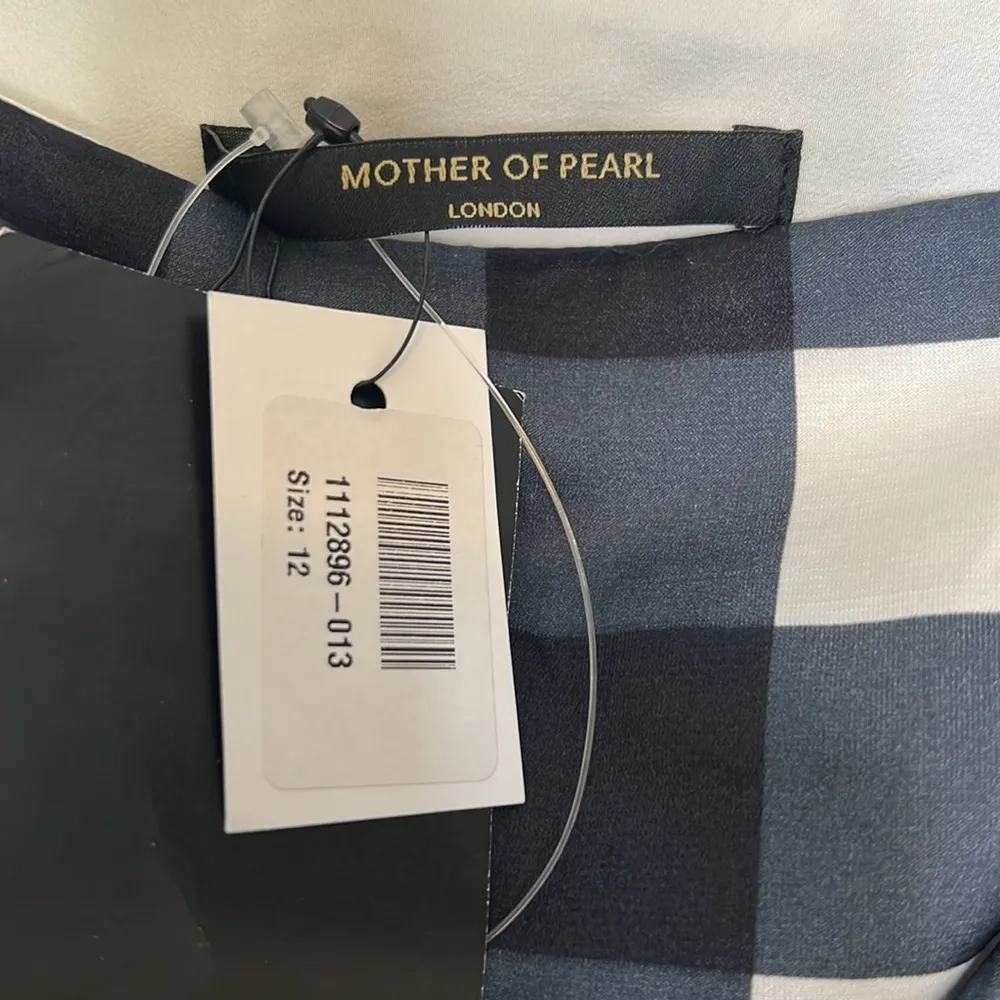 MOTHER OF PEARL
LONDON
1112896-013
Size: 12